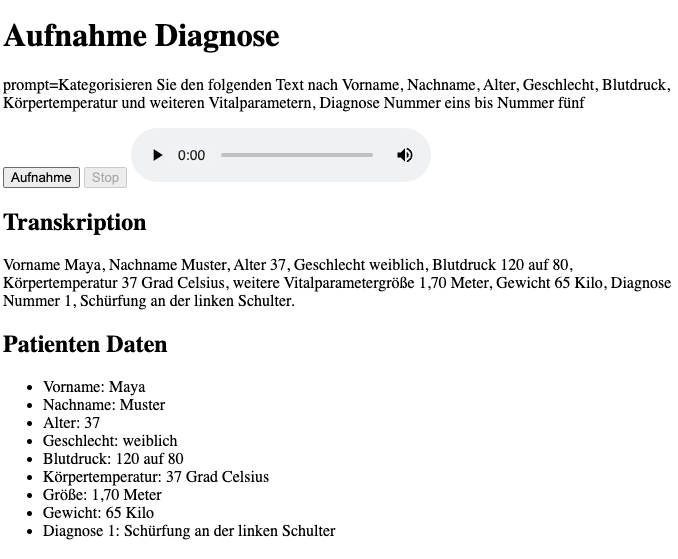 Aufnahme Diagnose
prompt=Kategorisieren Sie den folgenden Text nach Vorname, Nachname, Alter, Geschlecht, Blutdruck,
Körpertemperatur und weiteren Vitalparametern, Diagnose Nummer eins bis Nummer fünf
0:00
Aufnahme Stop
Transkription
Vorname Maya, Nachname Muster, Alter 37, Geschlecht weiblich, Blutdruck 120 auf 80,
Körpertemperatur 37 Grad Celsius, weitere Vitalparametergröße 1,70 Meter, Gewicht 65 Kilo, Diagnose
Nummer 1, Schürfung an der linken Schulter.
Patienten Daten
• Vorname: Maya
• Nachname: Muster
• Alter: 37
• Geschlecht: weiblich
• Blutdruck: 120 auf 80
• Körpertemperatur: 37 Grad Celsius
• Größe: 1,70 Meter
• Gewicht: 65 Kilo
• Diagnose 1: Schürfung an der linken Schulter